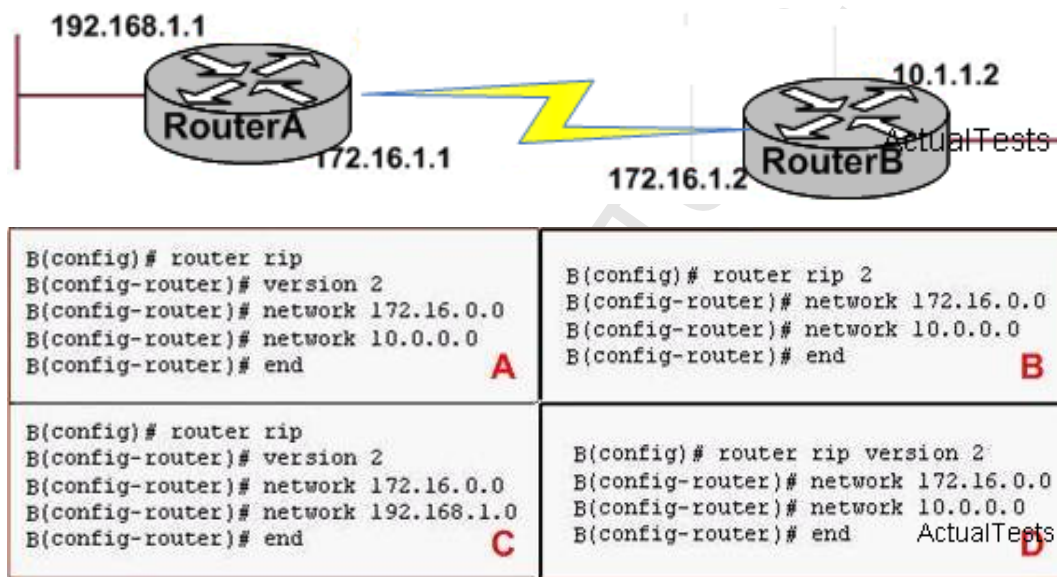 192.168.1.1
10.1.1.2
RouterA
ActualTests
172.16.1.1
RouterB
172.16.1.2
B(config)# router rip
B(config-router)# version 2
B(config-router)# network 172.16.0.0
B(config-router)# network 10.0.0.0
B(config-router)# end
A
B(config)# router rip 2
B(config-router)# network 172.16.0.0
B(config-router)# network 10.0.0.0
B(config-router)# end
B
B(config)# router rip
B(config-router)# version 2
B(config-router)# network 172.16.0.0
B(config-router)# network 192.168.1.0
B(config-router)# end
C
B(config)# router rip version 2
B(config-router)# network 172.16.0.0
B(config-router)# network 10.0.0.0
B(config-router)# end
ActualTests
D